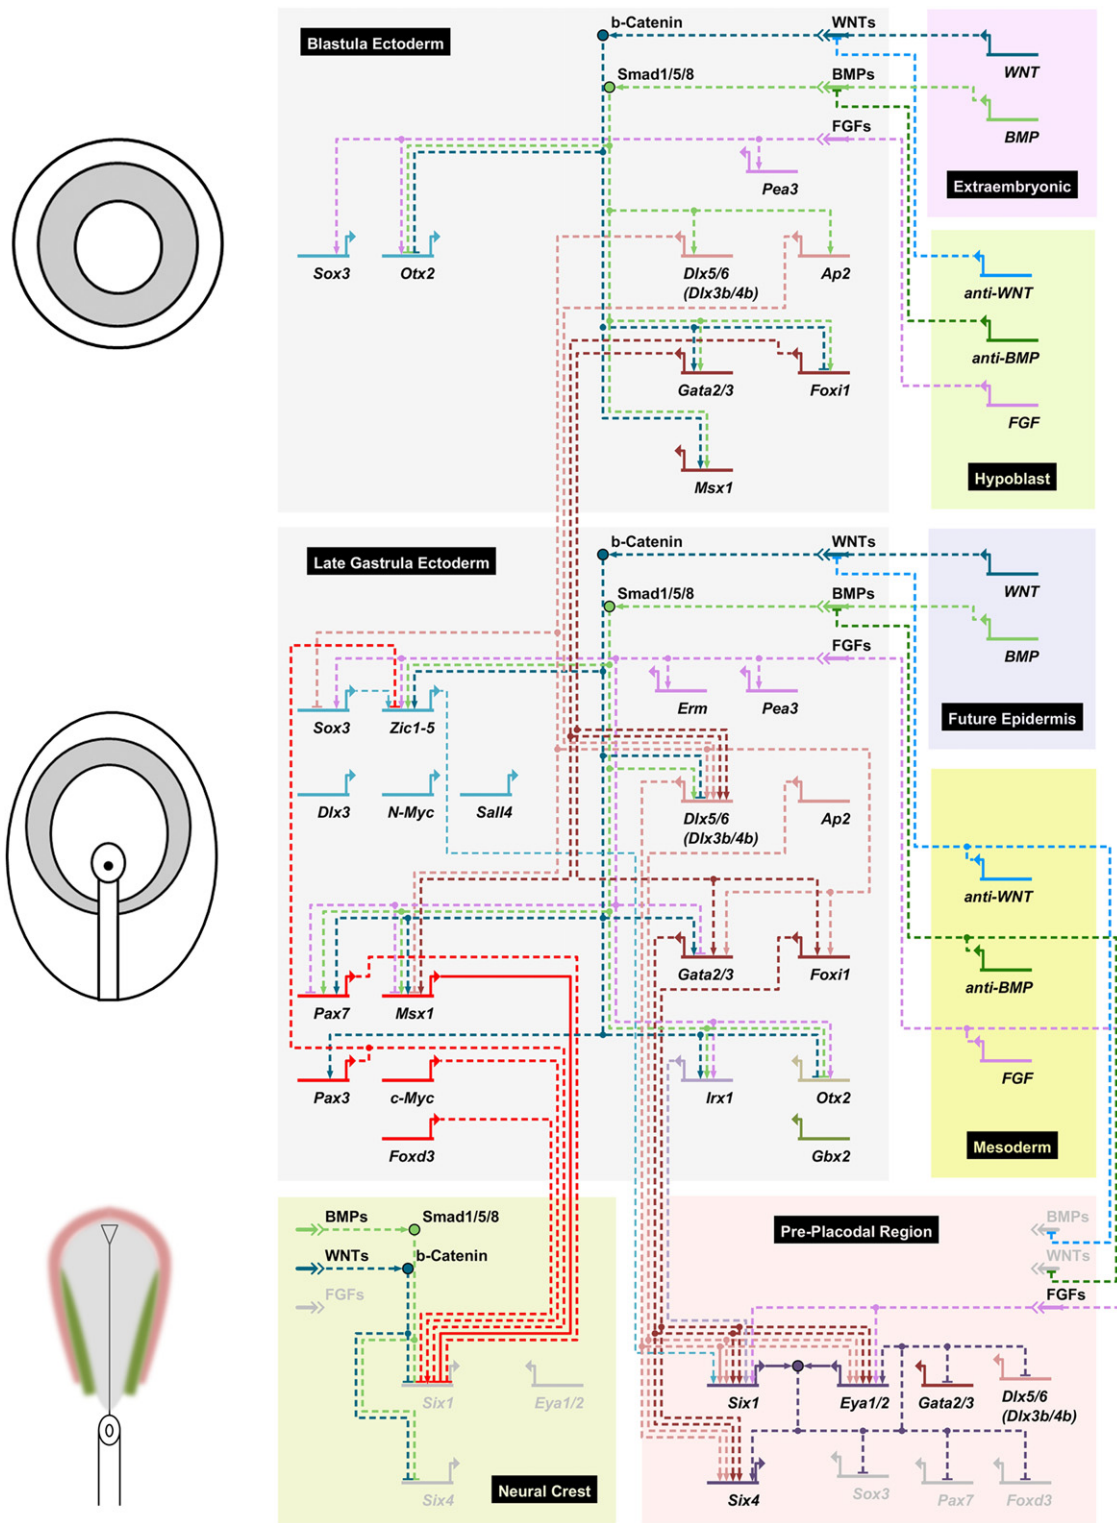 Blastula Ectoderm
b-Catenin
WNTs
WNT
Smad1/5/8
BMPs
BMP
FGFs
Pea3
Extraembryonic
Sox3
Otx2
Dlx5/6
(Dlx3b/4b)
Ap2
anti-WNT
anti-BMP
Gata2/3
Foxi1
FGF
Msx1
Hypoblast
Late Gastrula Ectoderm
b-Catenin
WNTs
WNT
Smad1/5/8
BMPs
BMP
FGFs
Erm
Pea3
Future Epidermis
Sox3
Zic1-5
Dlx3
N-Myc
Sall4
Dlx5/6
(Dlx3b/4b)
Ap2
anti-WNT
Gata2/3
Foxi1
anti-BMP
Pax7
Msx1
FGF
Pax3
c-Myc
Irx1
Otx2
Foxd3
Gbx2
Mesoderm
BMPs
Smad1/5/8
WNTs
b-Catenin
FGFs
Six1
Eya1/2
Six4
Neural Crest
Pre-Placodal Region
BMPs
WNTs
FGFs
Six1
Eya1/2
Gata2/3
Dlx5/6
(Dlx3b/4b)
Six4
Sox3
Pax7
Foxd3